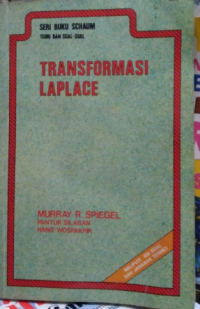 SERI BUKU SCHAUM
TEORI DAN SOAL-SOAL
TRANSFORMASI
LAPLACE
MURRAY R. SPIEGEL
PANTUR SILABAN
HANS WOSPAKRIK